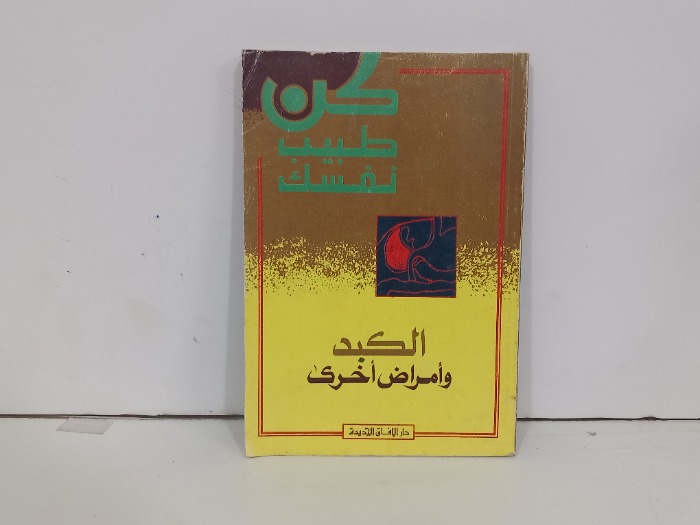 كن
طبيب
نفسك
الكبد
وأمراض أخرى
دار الآفاق الجديدة